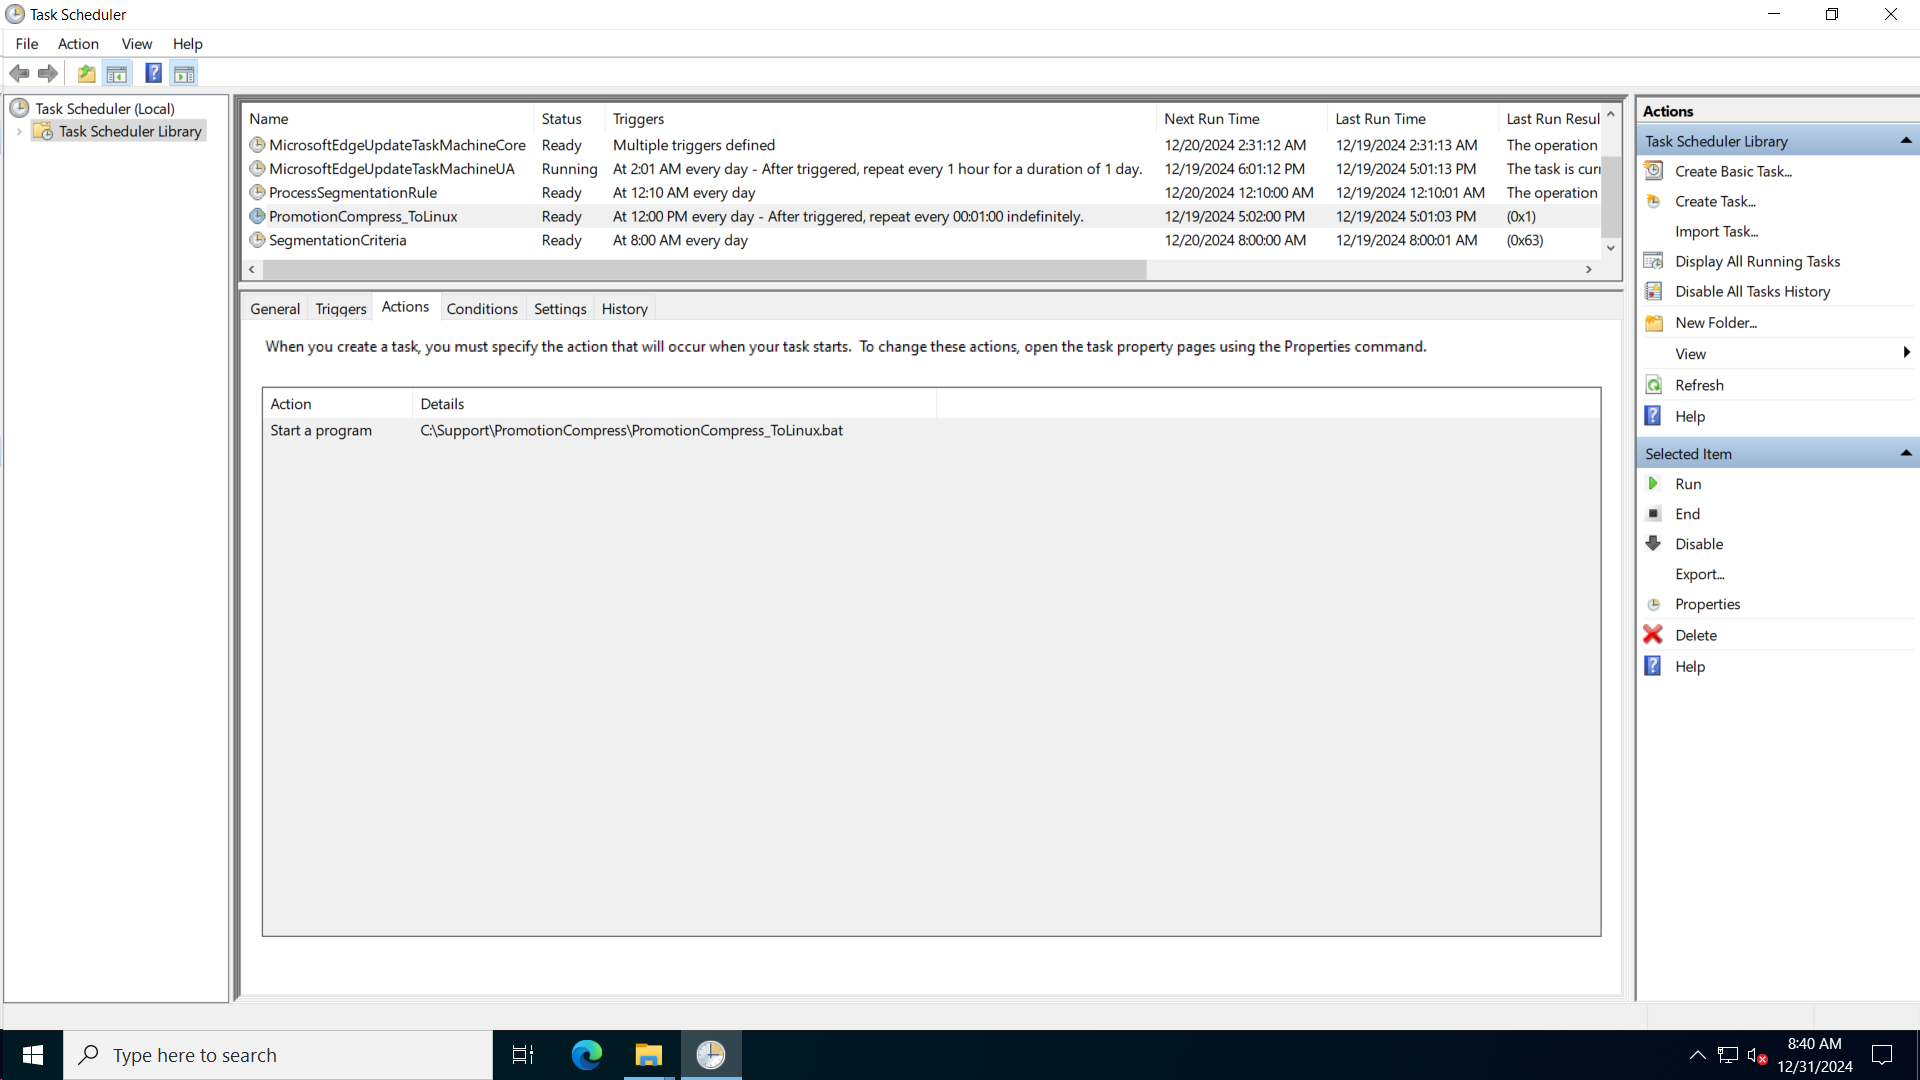 Task Scheduler
File Action View Help
Task Scheduler (Local)
Task Scheduler Library
Name Status Triggers Next Run Time Last Run Time Last Run Resul
MicrosoftEdgeUpdateTaskMachineCore Ready Multiple triggers defined 12/20/2024 2:31:12 AM 12/19/2024 2:31:13 AM The operation
MicrosoftEdgeUpdateTaskMachineUA Running At 2:01 AM every day - After triggered, repeat every 1 hour for a duration of 1 day. 12/19/2024 6:01:12 PM 12/19/2024 5:01:13 PM The task is curr
ProcessSegmentationRule Ready At 12:10 AM every day 12/20/2024 12:10:00 AM 12/19/2024 12:10:01 AM The operation
PromotionCompress_ToLinux Ready At 12:00 PM every day - After triggered, repeat every 00:01:00 indefinitely. 12/19/2024 5:02:00 PM 12/19/2024 5:01:03 PM (0x1)
SegmentationCriteria Ready At 8:00 AM every day 12/20/2024 8:00:00 AM 12/19/2024 8:00:01 AM (0x63)
General Triggers Actions Conditions Settings History
When you create a task, you must specify the action that will occur when your task starts. To change these actions, open the task property pages using the Properties command.
Action Details
Start a program C:\Support\PromotionCompress\PromotionCompress_ToLinux.bat
Actions
Task Scheduler Library
Create Basic Task...
Create Task...
Import Task...
Display All Running Tasks
Disable All Tasks History
New Folder...
View
Refresh
Help
Selected Item
Run
End
Disable
Export...
Properties
Delete
Help
Type here to search
8:40 AM
12/31/2024